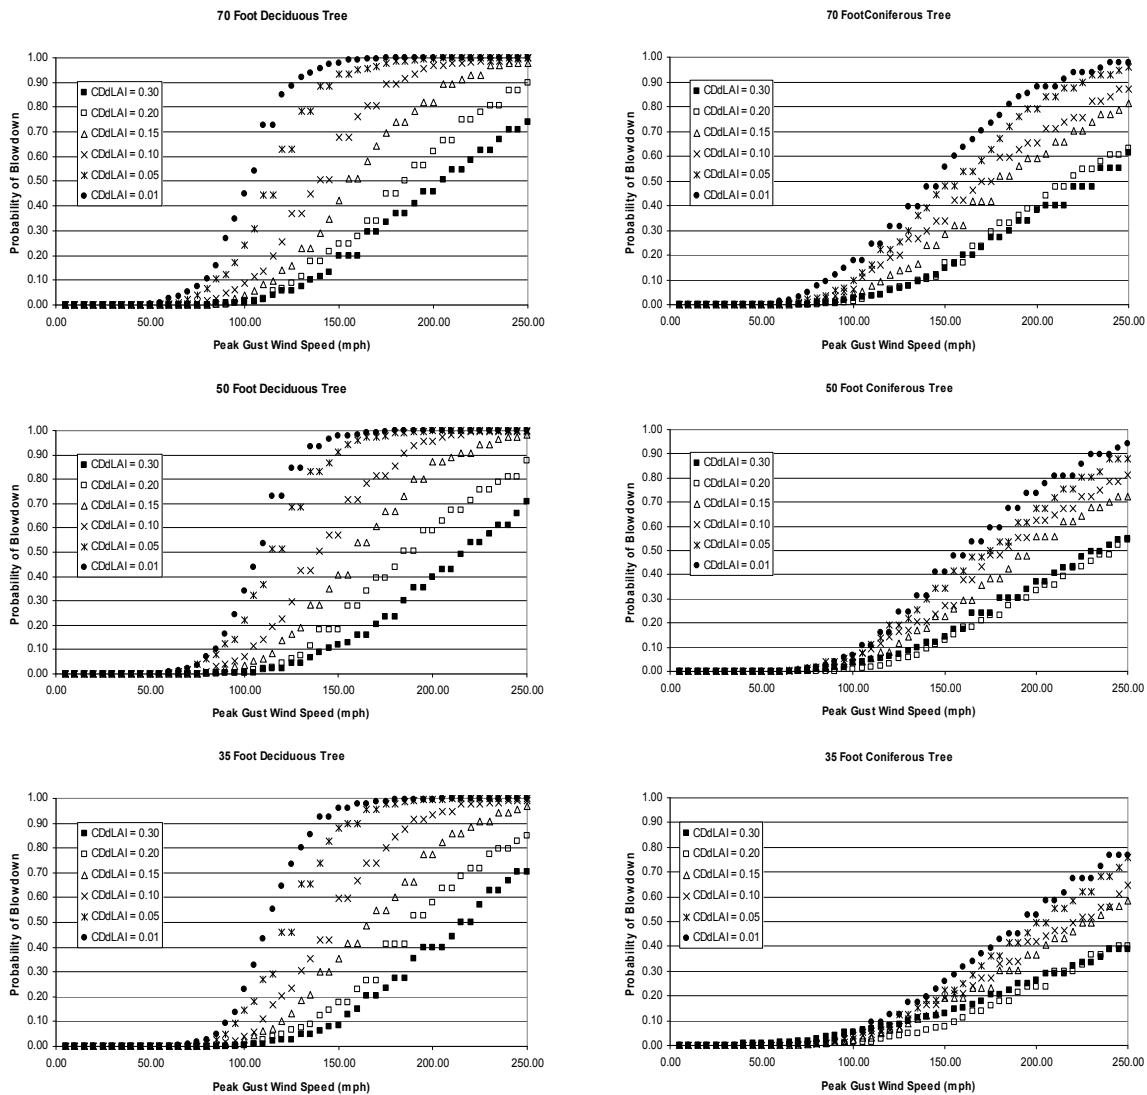 70 Foot Deciduous Tree
1.00
0.90
0.80
0.70
0.60
0.50
0.40
0.30
0.20
0.10
0.00
Probability of Blowdown
CDdLAI = 0.30
CDdLAI = 0.20
CDdLAI = 0.15
CDdLAI = 0.10
CDdLAI = 0.05
CDdLAI = 0.01
0.00 50.00 100.00 150.00 200.00 250.00
Peak Gust Wind Speed (mph)
70 FootConiferous Tree
1.00
0.90
0.80
0.70
0.60
0.50
0.40
0.30
0.20
0.10
0.00
Probability of Blowdown
CDdLAI = 0.30
CDdLAI = 0.20
CDdLAI = 0.15
CDdLAI = 0.10
CDdLAI = 0.05
CDdLAI = 0.01
0.00 50.00 100.00 150.00 200.00 250.00
Peak Gust Wind Speed (mph)
50 Foot Deciduous Tree
1.00
0.90
0.80
0.70
0.60
0.50
0.40
0.30
0.20
0.10
0.00
Probability of Blowdown
CDdLAI = 0.30
CDdLAI = 0.20
CDdLAI = 0.15
CDdLAI = 0.10
CDdLAI = 0.05
CDdLAI = 0.01
0.00 50.00 100.00 150.00 200.00 250.00
Peak Gust Wind Speed (mph)
50 Foot Coniferous Tree
1.00
0.90
0.80
0.70
0.60
0.50
0.40
0.30
0.20
0.10
0.00
Probability of Blowdown
CDdLAI = 0.30
CDdLAI = 0.20
CDdLAI = 0.15
CDdLAI = 0.10
CDdLAI = 0.05
CDdLAI = 0.01
0.00 50.00 100.00 150.00 200.00 250.00
Peak Gust Wind Speed (mph)
35 Foot Deciduous Tree
1.00
0.90
0.80
0.70
0.60
0.50
0.40
0.30
0.20
0.10
0.00
Probability of Blowdown
CDdLAI = 0.30
CDdLAI = 0.20
CDdLAI = 0.15
CDdLAI = 0.10
CDdLAI = 0.05
CDdLAI = 0.01
0.00 50.00 100.00 150.00 200.00 250.00
Peak Gust Wind Speed (mph)
35 Foot Coniferous Tree
1.00
0.90
0.80
0.70
0.60
0.50
0.40
0.30
0.20
0.10
0.00
Probability of Blowdown
CDdLAI = 0.30
CDdLAI = 0.20
CDdLAI = 0.15
CDdLAI = 0.10
CDdLAI = 0.05
CDdLAI = 0.01
0.00 50.00 100.00 150.00 200.00 250.00
Peak Gust Wind Speed (mph)